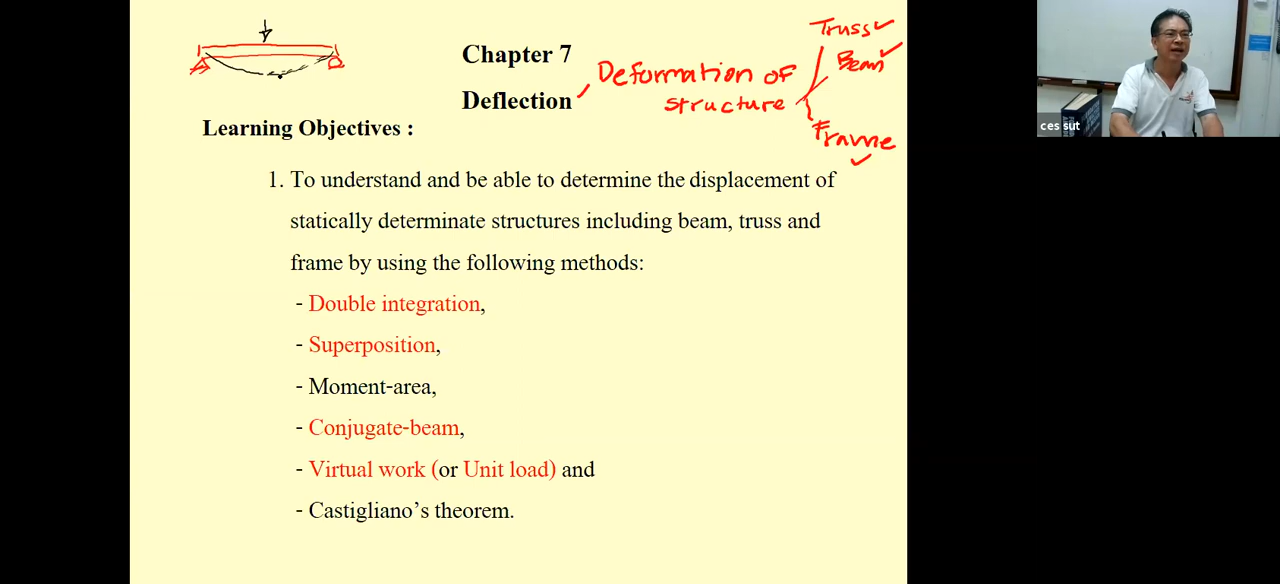 Chapter 7
Deflection
Deformation of
structure
Truss
Beam
Frame
Learning Objectives :
1. To understand and be able to determine the displacement of
statically determinate structures including beam, truss and
frame by using the following methods:
- Double integration,
- Superposition,
- Moment-area,
- Conjugate-beam,
- Virtual work (or Unit load) and
- Castigliano’s theorem.
ces sut